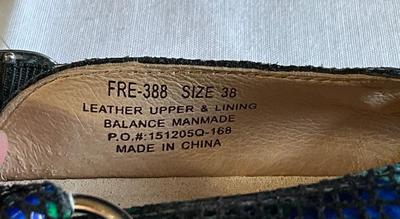 FRE-388 SIZE 38
LEATHER UPPER & LINING
BALANCE MANMADE
P.O.#:151205Q-168
MADE IN CHINA